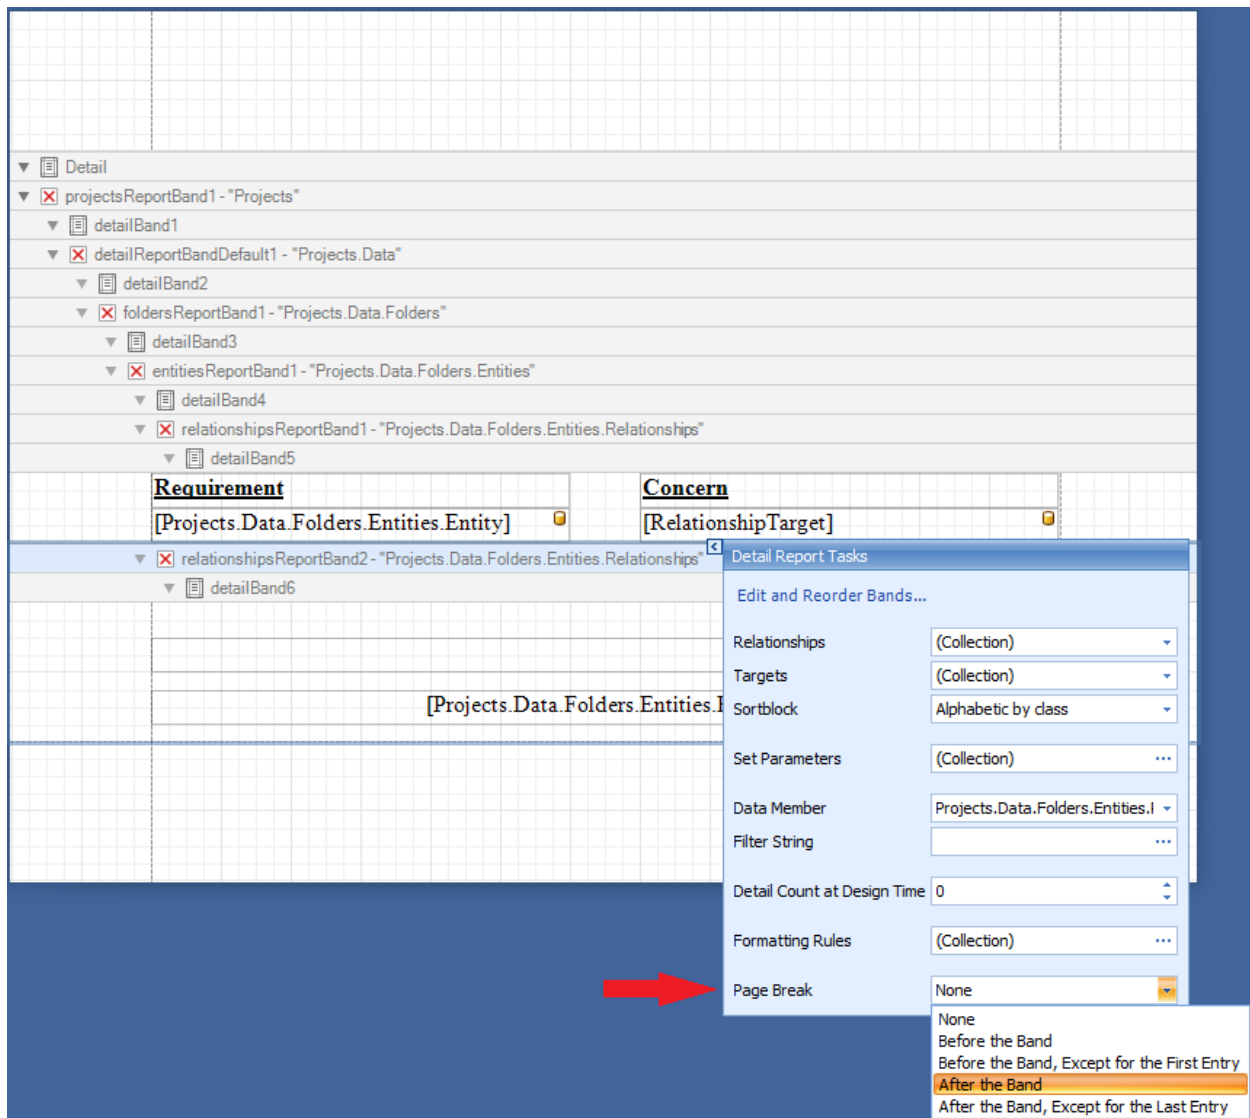 Detail
projectsReportBand1 - "Projects"
detailBand1
detailReportBandDefault1 - "Projects.Data"
detailBand2
foldersReportBand1 - "Projects.Data.Folders"
detailBand3
entitiesReportBand1 - "Projects.Data.Folders.Entities"
detailBand4
relationshipsReportBand1 - "Projects.Data.Folders.Entities.Relationships"
detailBand5
Requirement Concern
[Projects.Data.Folders.Entities.Entity] [RelationshipTarget]
relationshipsReportBand2 - "Projects.Data.Folders.Entities.Relationships"
detailBand6
[Projects.Data.Folders.Entities.
Detail Report Tasks
Edit and Reorder Bands...
Relationships (Collection)
Targets (Collection)
Sortblock Alphabetic by class
Set Parameters (Collection) ...
Data Member Projects.Data.Folders.Entities.
Filter String ...
Detail Count at Design Time 0
Formatting Rules (Collection) ...
Page Break None
None
Before the Band
Before the Band, Except for the First Entry
After the Band
After the Band, Except for the Last Entry